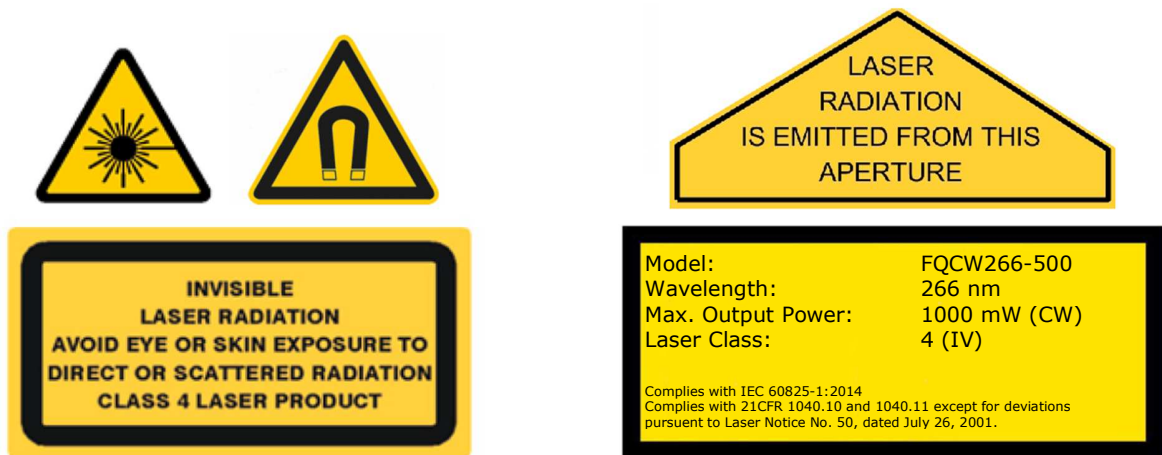 LASER
RADIATION
IS EMITTED FROM THIS
APERTURE
INVISIBLE
LASER RADIATION
AVOID EYE OR SKIN EXPOSURE TO
DIRECT OR SCATTERED RADIATION
CLASS 4 LASER PRODUCT
Model: FQCW266-500
Wavelength: 266 nm
Max. Output Power: 1000 mW (CW)
Laser Class: 4 (IV)
Complies with IEC 60825-1:2014
Complies with 21CFR 1040.10 and 1040.11 except for deviations
pursuant to Laser Notice No. 50, dated July 26, 2001.